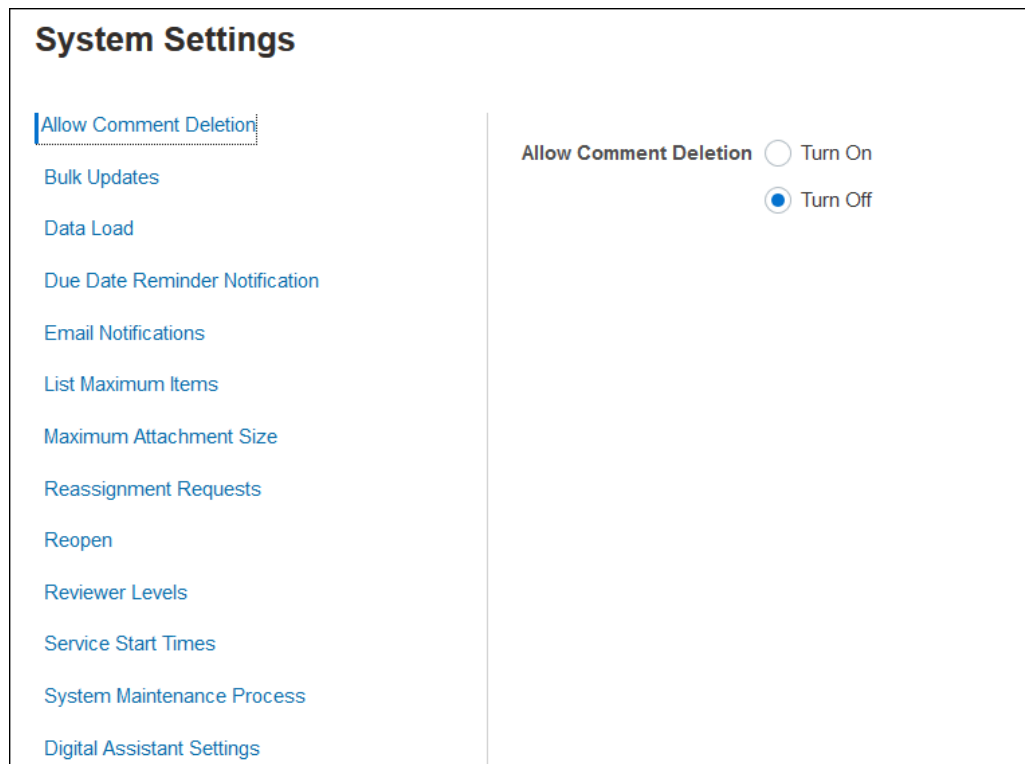 System Settings
Allow Comment Deletion
Bulk Updates
Data Load
Due Date Reminder Notification
Email Notifications
List Maximum Items
Maximum Attachment Size
Reassignment Requests
Reopen
Reviewer Levels
Service Start Times
System Maintenance Process
Digital Assistant Settings
Allow Comment Deletion Turn On
Turn Off